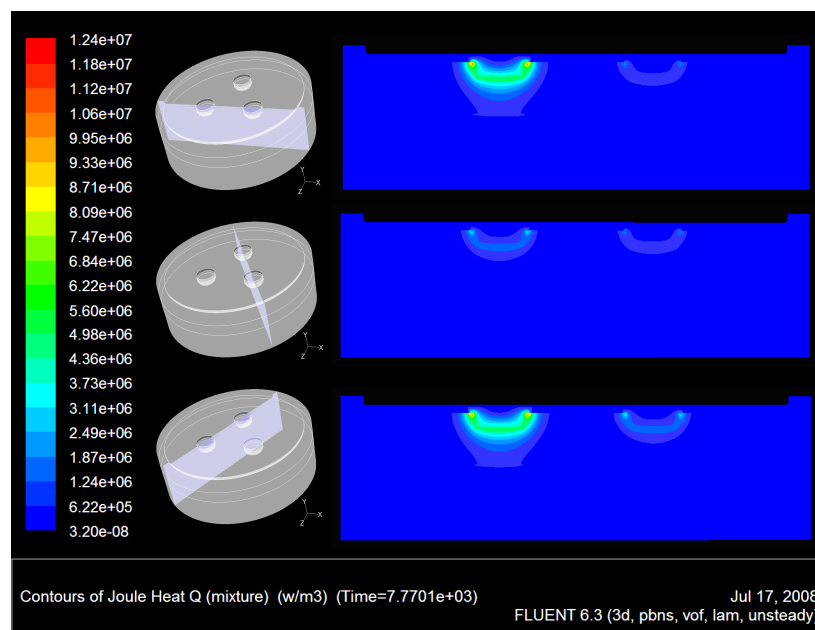 1.24e+07
1.18e+07
1.12e+07
1.06e+07
9.95e+06
9.33e+06
8.71e+06
8.09e+06
7.47e+06
6.84e+06
6.22e+06
5.60e+06
4.98e+06
4.36e+06
3.73e+06
3.11e+06
2.49e+06
1.87e+06
1.24e+06
6.22e+05
3.20e-08
Y
X
Z
Y
X
Z
Y
X
Z
Contours of Joule Heat Q (mixture) (w/m3) (Time=7.7701e+03)
Jul 17, 2008
FLUENT 6.3 (3d, pbns, vof, lam, unsteady)